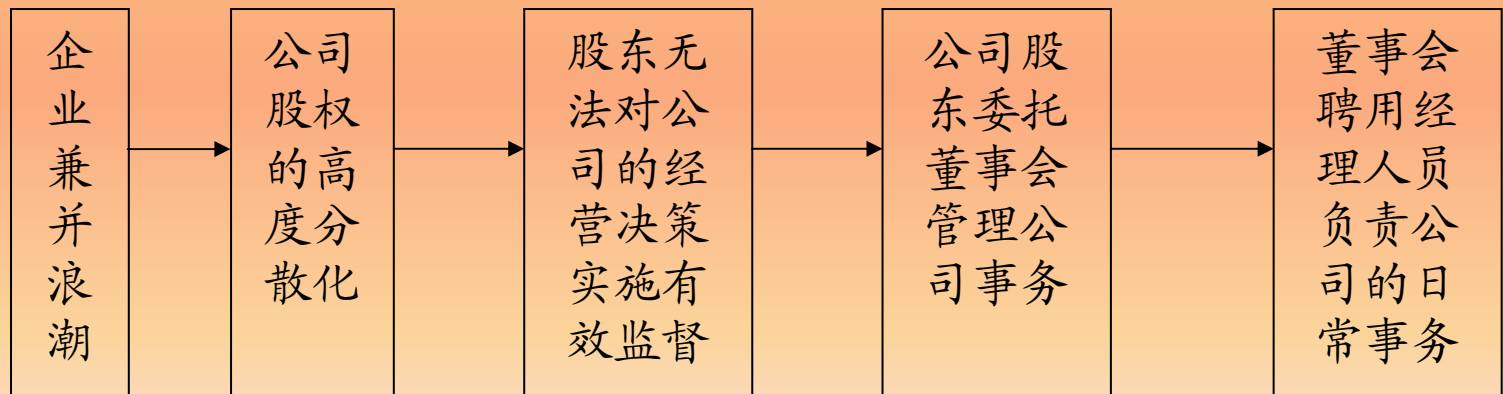 企
业
兼
并
浪
潮
公司
股权
的高
度分
散化
股东无
法对公
司的经
营决策
实施有
效监督
公司股
东委托
董事会
管理公
司事务
董事会
聘用经
理人员
负责公
司的日
常事务